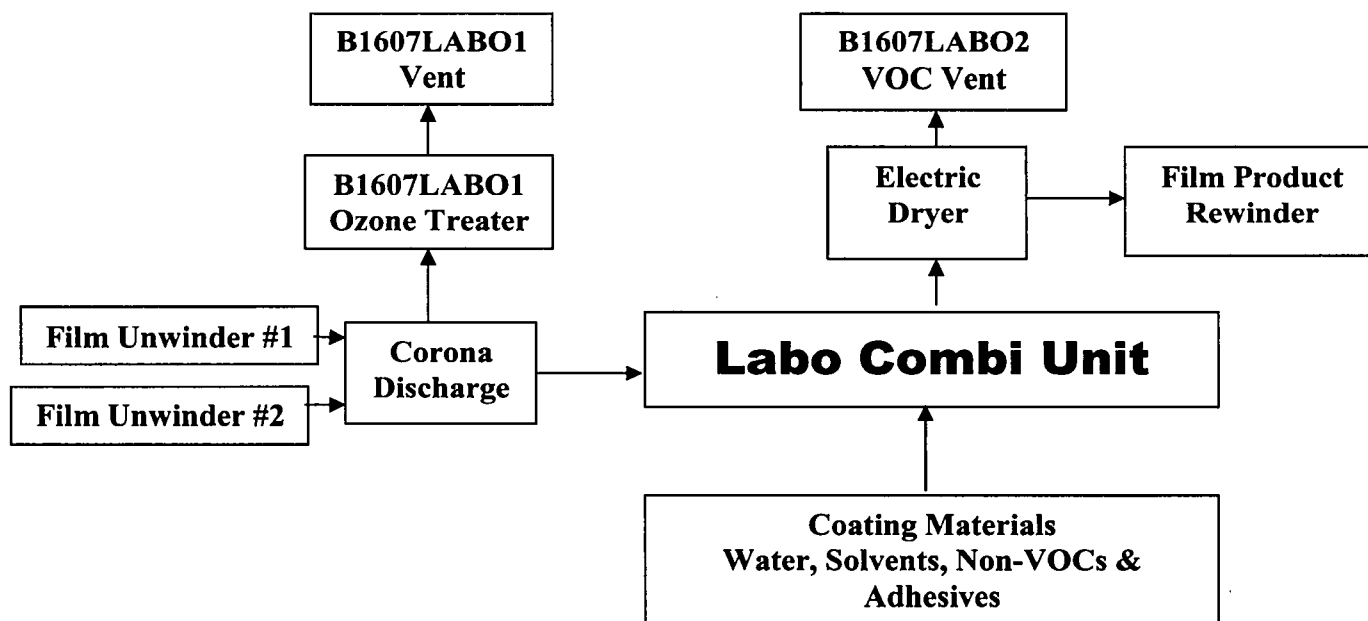 B1607LABO1
Vent
B1607LABO2
VOC Vent
B1607LABO1
Ozone Treater
Electric
Dryer
Film Product
Rewinder
Film Unwinder #1
Film Unwinder #2
Corona
Discharge
Labo Combi Unit
Coating Materials
Water, Solvents, Non-VOCs &
Adhesives